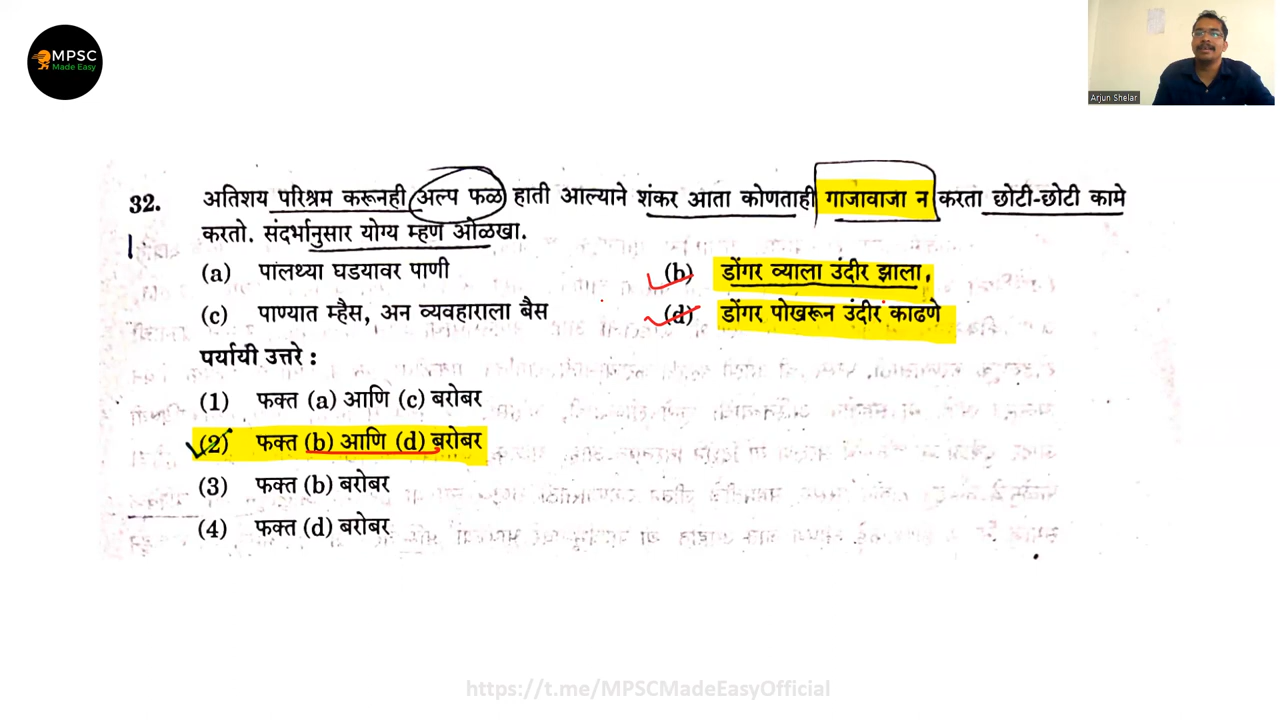 MPSC
Made Easy
Arjun Shelar
32. अतिशय परिश्रम करूनही अल्प फळ हाती आल्याने शंकर आता कोणताही गाजावाजा न करता छोटी-छोटी कामे
करतो. संदर्भानुसार योग्य म्हण ओळखा.
(a) पालथ्या घडयावर पाणी (b) डोंगर व्याला उंदीर झाला.
(c) पाण्यात म्हैस, अन व्यवहाराला बैस (d) डोंगर पोखरून उंदीर काढणे
पर्यायी उत्तरे :
(1) फक्त (a) आणि (c) बरोबर
(2) फक्त (b) आणि (d) बरोबर
(3) फक्त (b) बरोबर
(4) फक्त (d) बरोबर
https://t.me/MPSCMadeEasyOfficial